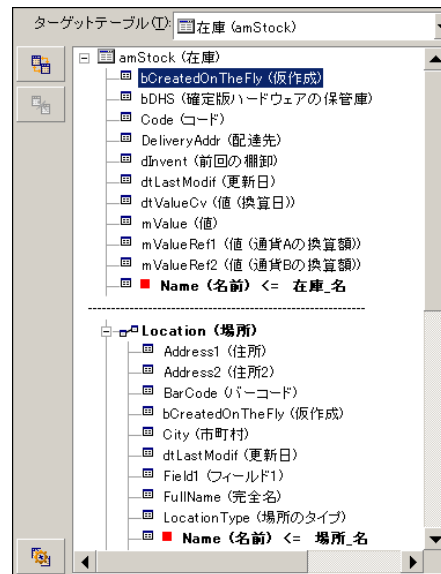 ターゲットテーブル(T): 在庫 (amStock)
amStock (在庫)
bCreatedOnTheFly (仮作成)
bDHS (確定版ハードウェアの保管庫)
Code (コード)
DeliveryAddr (配達先)
dInvent (前回の棚卸)
dtLastModif (更新日)
dtValueCv (値 (換算日))
mValue (値)
mValueRef1 (値 (通貨Aの換算額))
mValueRef2 (値 (通貨Bの換算額))
Name (名前) <= 在庫_名
Location (場所)
Address1 (住所)
Address2 (住所2)
BarCode (バーコード)
bCreatedOnTheFly (仮作成)
City (市町村)
dtLastModif (更新日)
Field1 (フィールド1)
FullName (完全名)
LocationType (場所のタイプ)
Name (名前) <= 場所_名